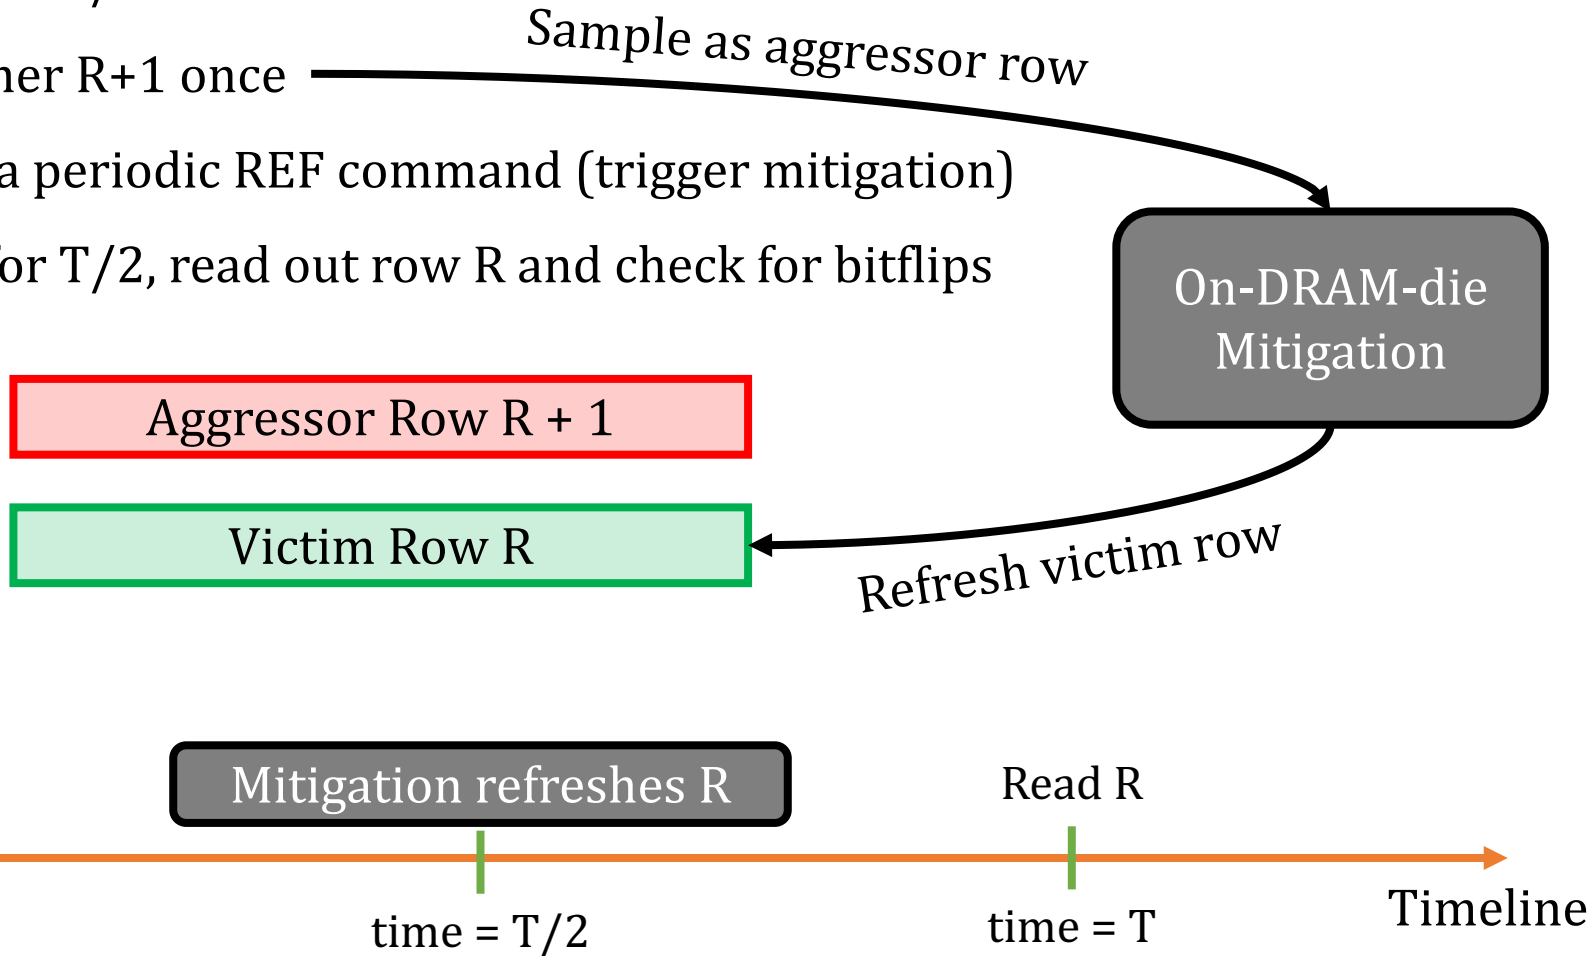 Sample as aggressor row
R+1 once
a periodic REF command (trigger mitigation)
T/2, read out row R and check for bitflips
On-DRAM-die
Mitigation
Aggressor Row R + 1
Victim Row R
Refresh victim row
Mitigation refreshes R
Read R
time = T/2
time = T
Timeline